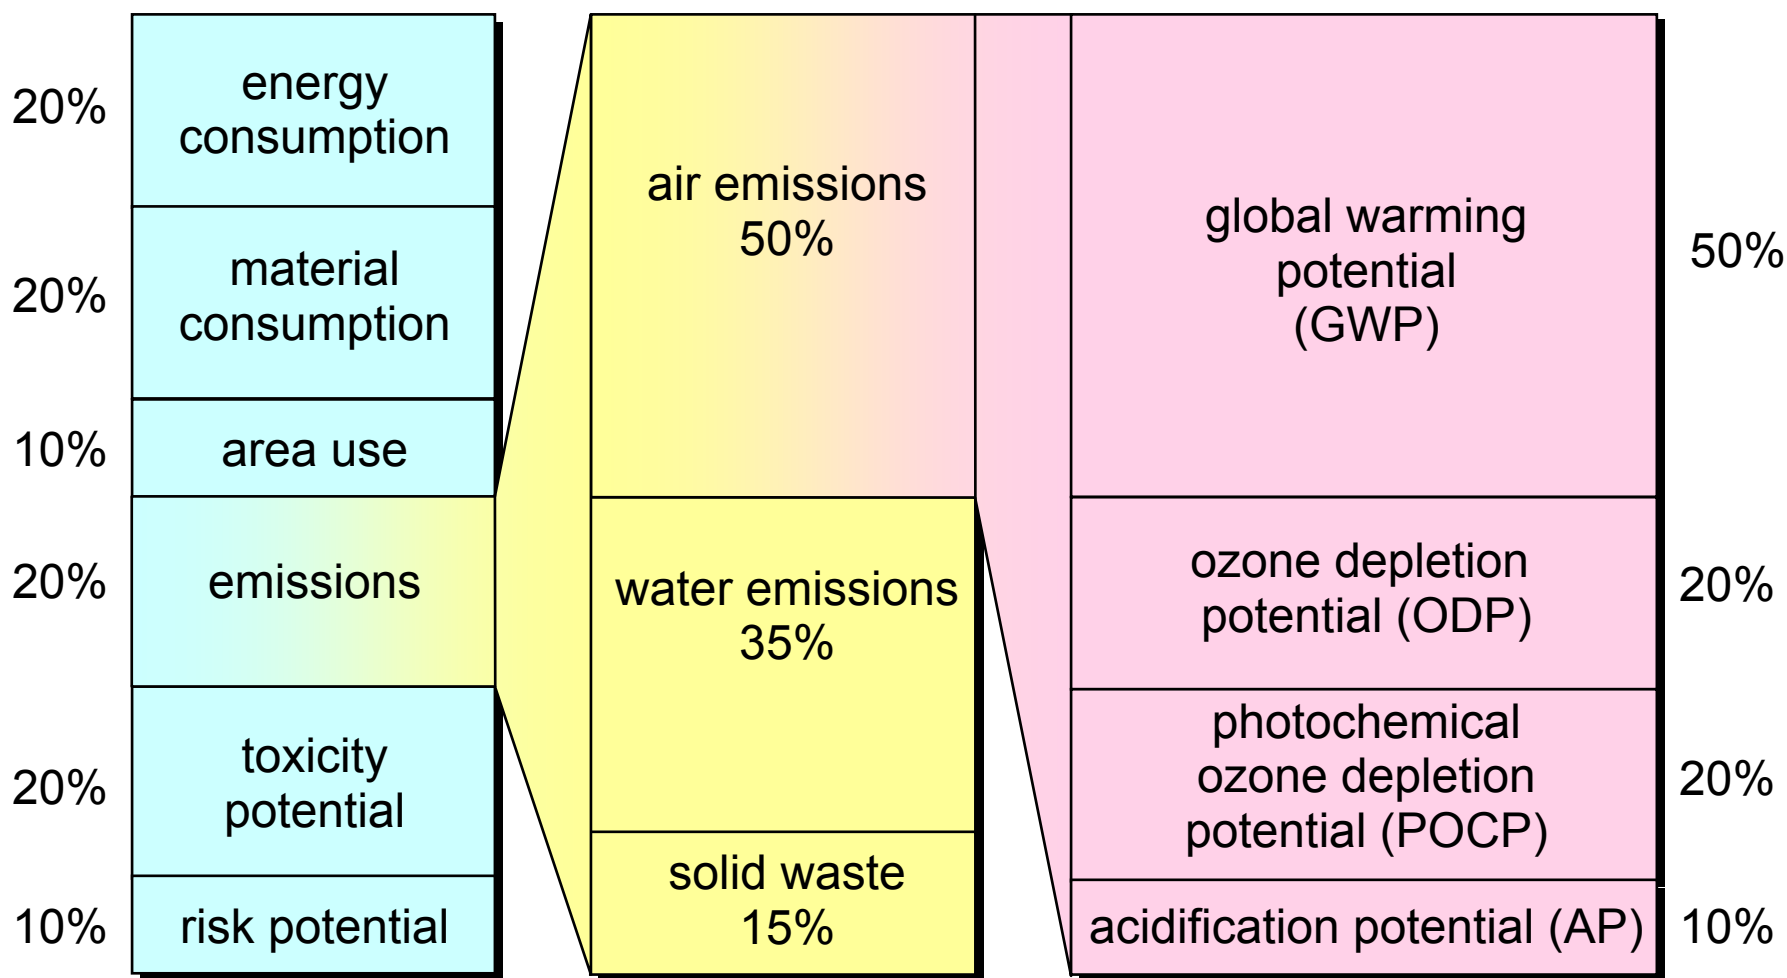 20%
energy
consumption
20%
material
consumption
10%
area use
20%
emissions
20%
toxicity
potential
10%
risk potential
air emissions
50%
water emissions
35%
solid waste
15%
global warming
potential
(GWP)
50%
ozone depletion
potential (ODP)
20%
photochemical
ozone depletion
potential (POCP)
20%
acidification potential (AP)
10%